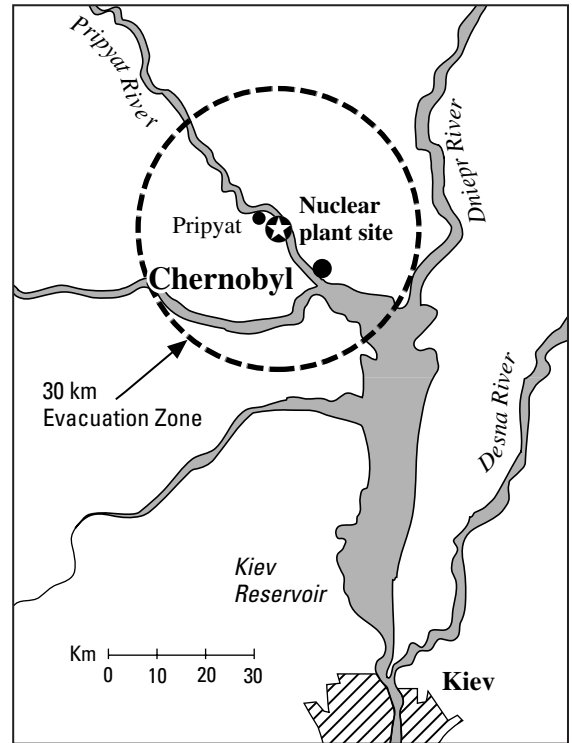 Pripyat River
Dniepr River
Nuclear
plant site
Pripyat
Chernobyl
30 km
Evacuation Zone
Desna River
Kiev
Reservoir
Km
0 10 20 30
Kiev